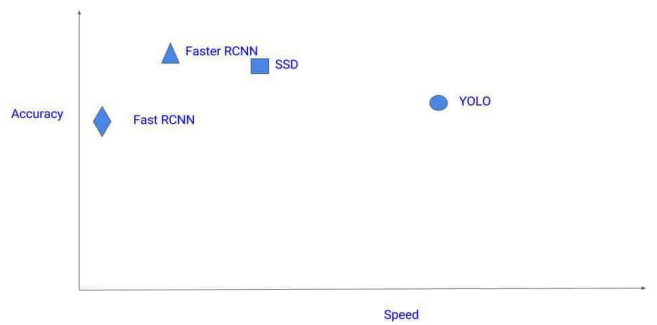 Faster RCNN
SSD
YOLO
Accuracy
Fast RCNN
Speed